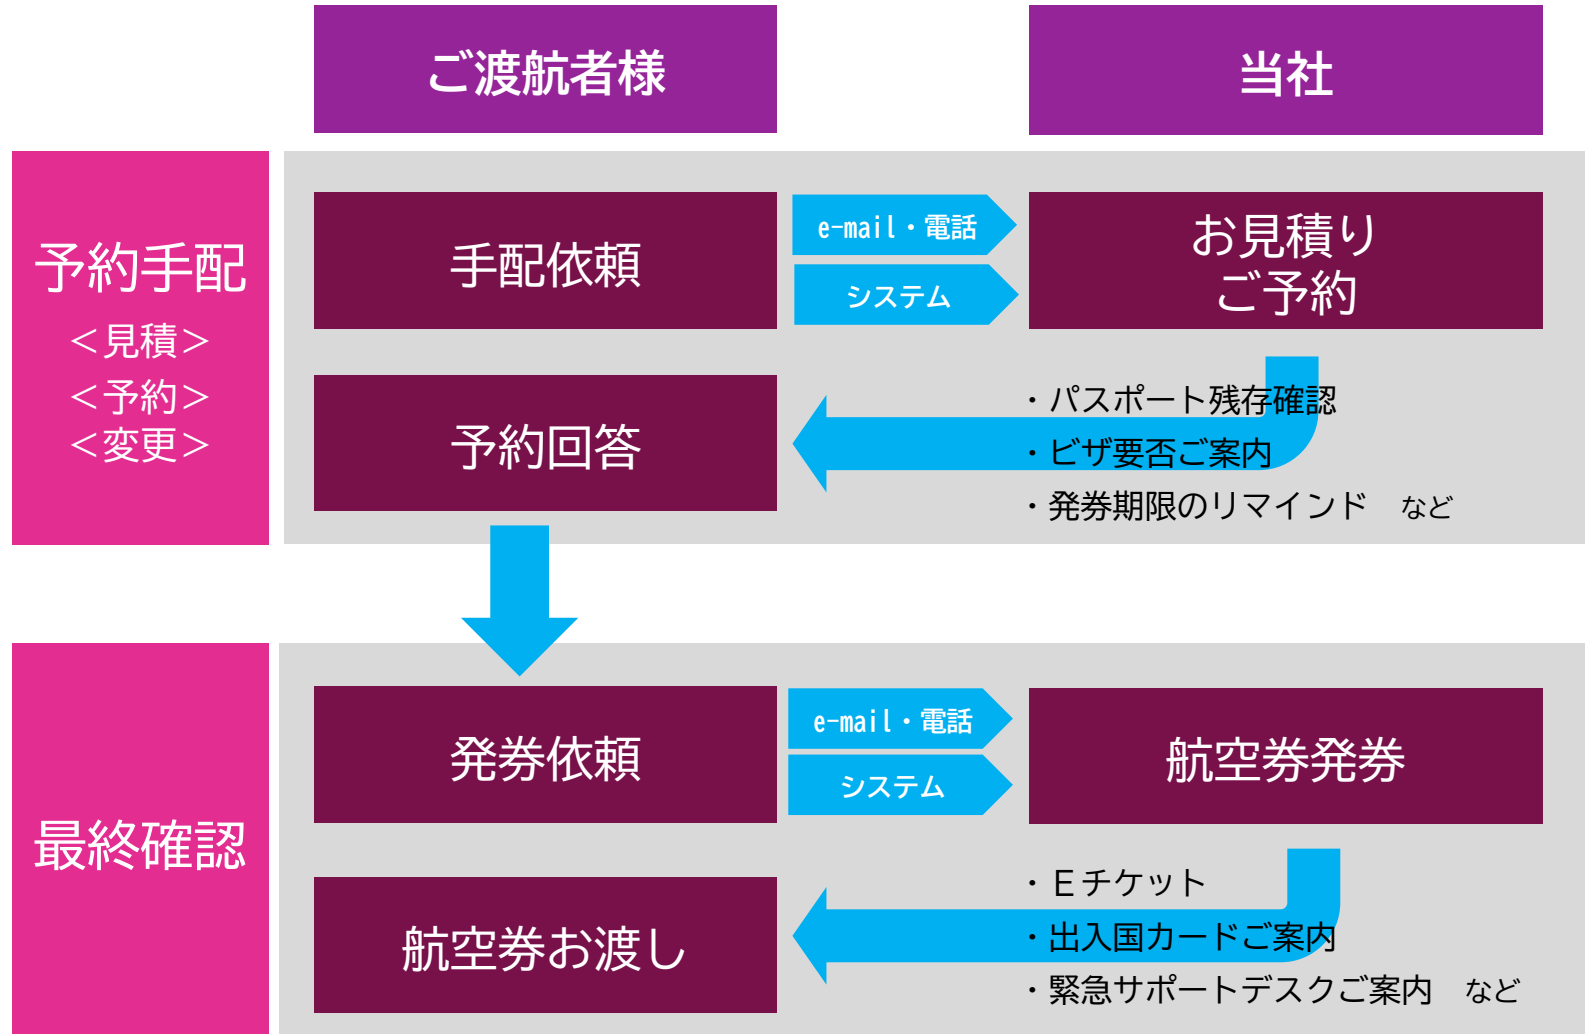 ご渡航者様
当社
予約手配
＜見積＞
＜予約＞
＜変更＞
手配依頼
e-mail・電話
システム
お見積り
ご予約
予約回答
・パスポート残存確認
・ビザ要否ご案内
・発券期限のリマインド　など
最終確認
発券依頼
e-mail・電話
システム
航空券発券
航空券お渡し
・Ｅチケット
・出入国カードご案内
・緊急サポートデスクご案内　など